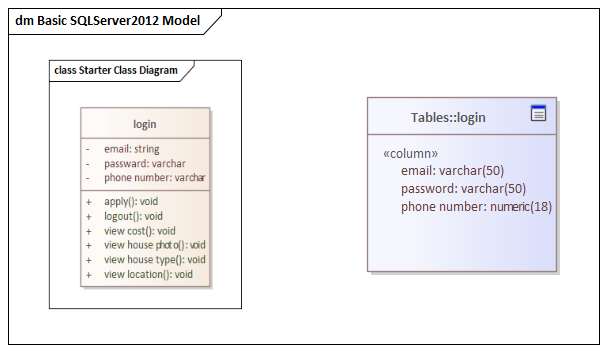 dm Basic SQLServer2012 Model
class Starter Class Diagram
login
- email: string
- passward: varchar
- phone number: varchar
+ apply(): void
+ logout(): void
+ view cost(): void
+ view house photo(): void
+ view house type(): void
+ view location(): void
Tables::login
«column»
email: varchar(50)
password: varchar(50)
phone number: numeric(18)